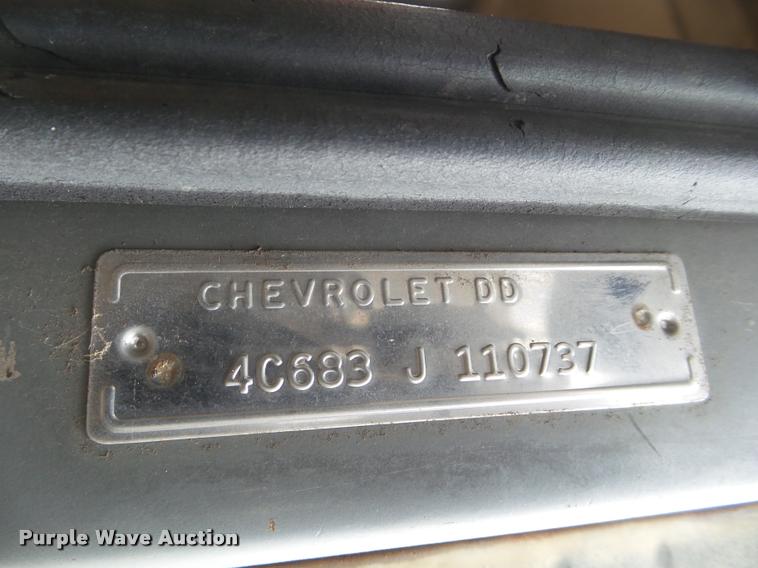 CHEVROLET DD
4C683 J 110737
Purple Wave Auction